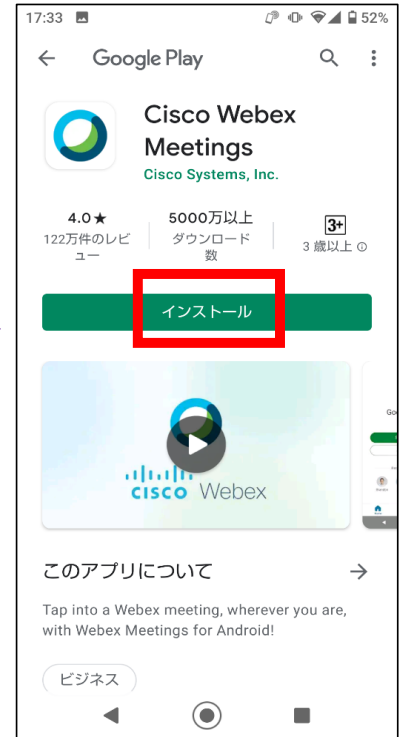 17:33 52%
Google Play
Cisco Webex
Meetings
Cisco Systems, Inc.
4.0★
122万件のレビ
ュー
5000万以上
ダウンロード
数
3+
3 歳以上
インストール
CISCO Webex
このアプリについて
Tap into a Webex meeting, wherever you are,
with Webex Meetings for Android!
ビジネス